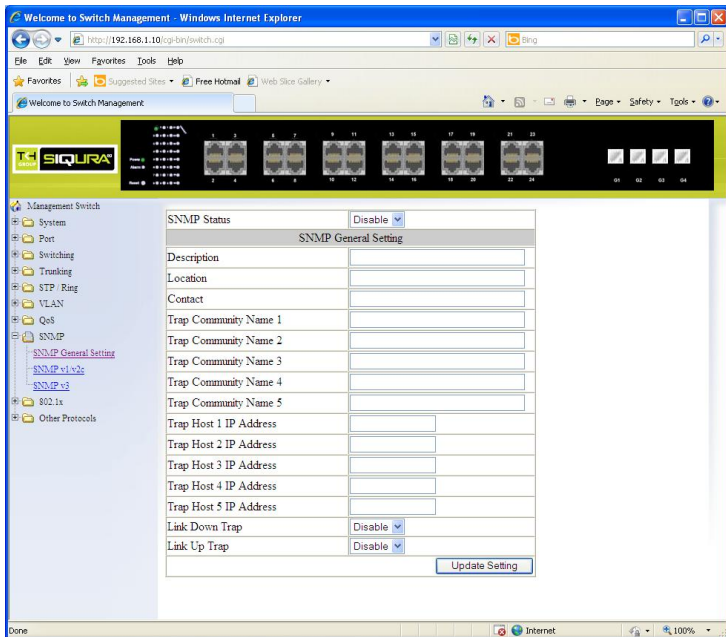 Welcome to Switch Management - Windows Internet Explorer
http://192.168.1.10/cgi-bin/switch.cgi
Bing
File Edit View Favorites Tools Help
Favorites Suggested Sites Free Hotmail Web Slice Gallery
Welcome to Switch Management
Page Safety Tools
TKH GROUP SIQURA®
Power
Alarm
Reset
1 3 5 7 9 11 13 15 17 19 21 23
2 4 6 8 10 12 14 16 18 20 22 24
G1 G2 G3 G4
Management Switch
System
Port
Switching
Trunking
STP / Ring
VLAN
QoS
SNMP
SNMP General Setting
SNMP v1/v2c
SNMP v3
802.1x
Other Protocols
SNMP Status Disable
SNMP General Setting
Description
Location
Contact
Trap Community Name 1
Trap Community Name 2
Trap Community Name 3
Trap Community Name 4
Trap Community Name 5
Trap Host 1 IP Address
Trap Host 2 IP Address
Trap Host 3 IP Address
Trap Host 4 IP Address
Trap Host 5 IP Address
Link Down Trap Disable
Link Up Trap Disable
Update Setting
Done Internet 100%